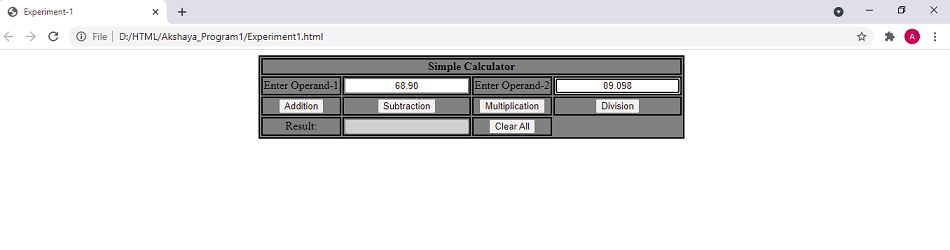 Experiment-1
File D:/HTML/Akshaya_Program1/Experiment1.html A
Simple Calculator
Enter Operand-1 68.90 Enter Operand-2 09.098
Addition Subtraction Multiplication Division
Result: Clear All